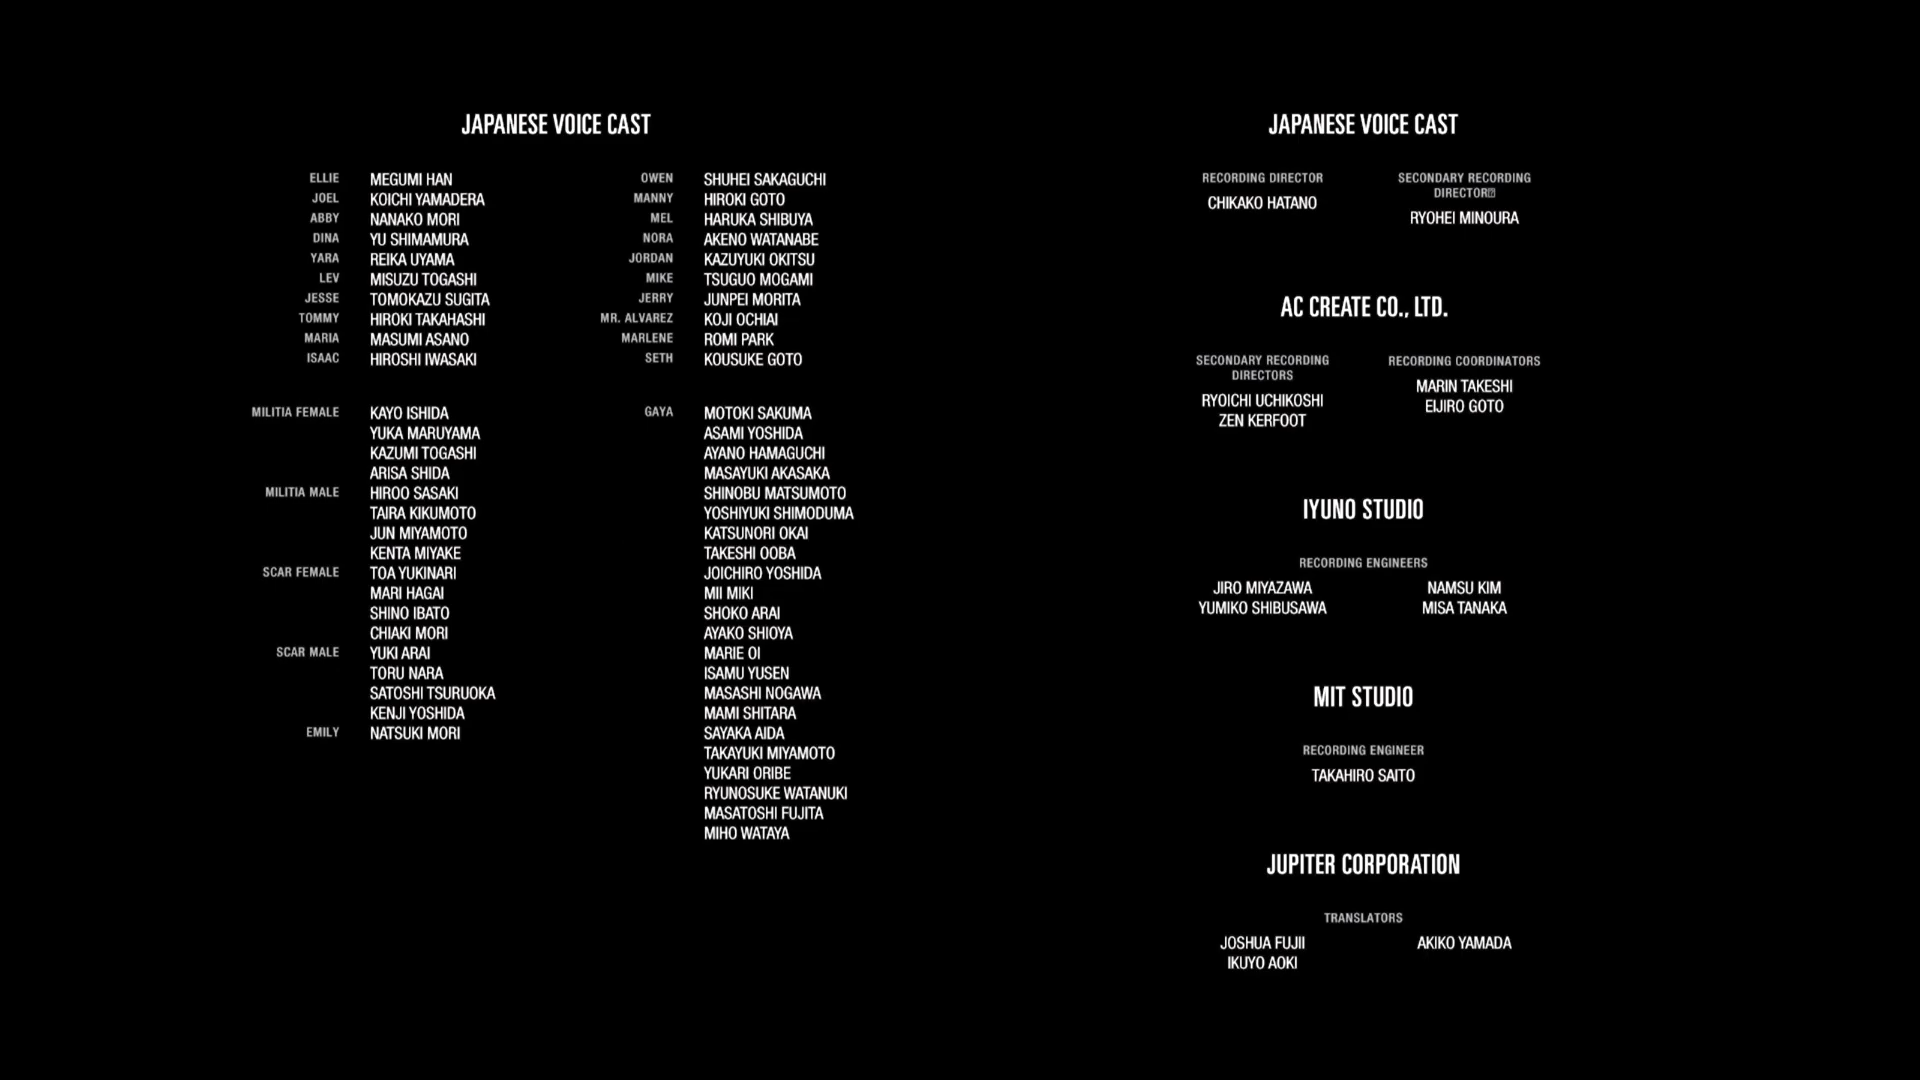 JAPANESE VOICE CAST
ELLIE MEGUMI HAN
JOEL KOICHI YAMADERA
ABBY NANAKO MORI
DINA YU SHIMAMURA
YARA REIKA UYAMA
LEV MISUZU TOGASHI
JESSE TOMOKAZU SUGITA
TOMMY HIROKI TAKAHASHI
MARIA MASUMI ASANO
ISAAC HIROSHI IWASAKI
OWEN SHUHEI SAKAGUCHI
MANNY HIROKI GOTO
MEL HARUKA SHIBUYA
NORA AKENO WATANABE
JORDAN KAZUYUKI OKITSU
MIKE TSUGUO MOGAMI
JERRY JUNPEI MORITA
MR. ALVAREZ KOJI OCHIAI
MARLENE ROMI PARK
SETH KOUSUKE GOTO
MILITIA FEMALE KAYO ISHIDA
YUKA MARUYAMA
KAZUMI TOGASHI
ARISA SHIDA
MILITIA MALE HIROO SASAKI
TAIRA KIKUMOTO
JUN MIYAMOTO
KENTA MIYAKE
SCAR FEMALE TOA YUKINARI
MARI HAGAI
SHINO IBATO
CHIAKI MORI
SCAR MALE YUKI ARAI
TORU NARA
SATOSHI TSURUOKA
KENJI YOSHIDA
EMILY NATSUKI MORI
GAYA MOTOKI SAKUMA
ASAMI YOSHIDA
AYANO HAMAGUCHI
MASAYUKI AKASAKA
SHINOBU MATSUMOTO
YOSHIYUKI SHIMODUMA
KATSUNORI OKAI
TAKESHI OOBA
JOICHIRO YOSHIDA
MII MIKI
SHOKO ARAI
AYAKO SHIOYA
MARIE OI
ISAMU YUSEN
MASASHI NOGAWA
MAMI SHITARA
SAYAKA AIDA
TAKAYUKI MIYAMOTO
YUKARI ORIBE
RYUNOSUKE WATANUKI
MASATOSHI FUJITA
MIHO WATAYA
JAPANESE VOICE CAST
RECORDING DIRECTOR
CHIKAKO HATANO
SECONDARY RECORDING
DIRECTOR
RYOHEI MINOURA
AC CREATE CO., LTD.
SECONDARY RECORDING
DIRECTORS
RYOICHI UCHIKOSHI
ZEN KERFOOT
RECORDING COORDINATORS
MARIN TAKESHI
EIJIRO GOTO
IYUNO STUDIO
RECORDING ENGINEERS
JIRO MIYAZAWA NAMSU KIM
YUMIKO SHIBUSAWA MISA TANAKA
MIT STUDIO
RECORDING ENGINEER
TAKAHIRO SAITO
JUPITER CORPORATION
TRANSLATORS
JOSHUA FUJII AKIKO YAMADA
IKUYO AOKI